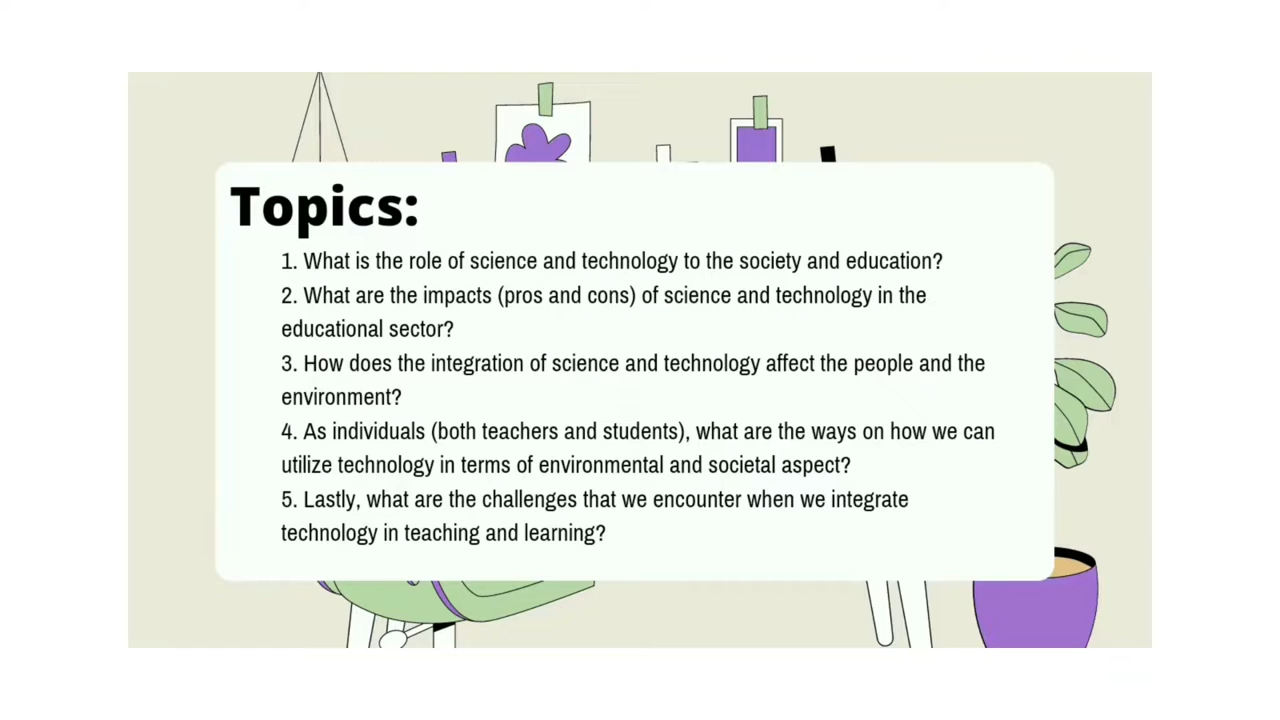 Topics:
1. What is the role of science and technology to the society and education?
2. What are the impacts (pros and cons) of science and technology in the
educational sector?
3. How does the integration of science and technology affect the people and the
environment?
4. As individuals (both teachers and students), what are the ways on how we can
utilize technology in terms of environmental and societal aspect?
5. Lastly, what are the challenges that we encounter when we integrate
technology in teaching and learning?